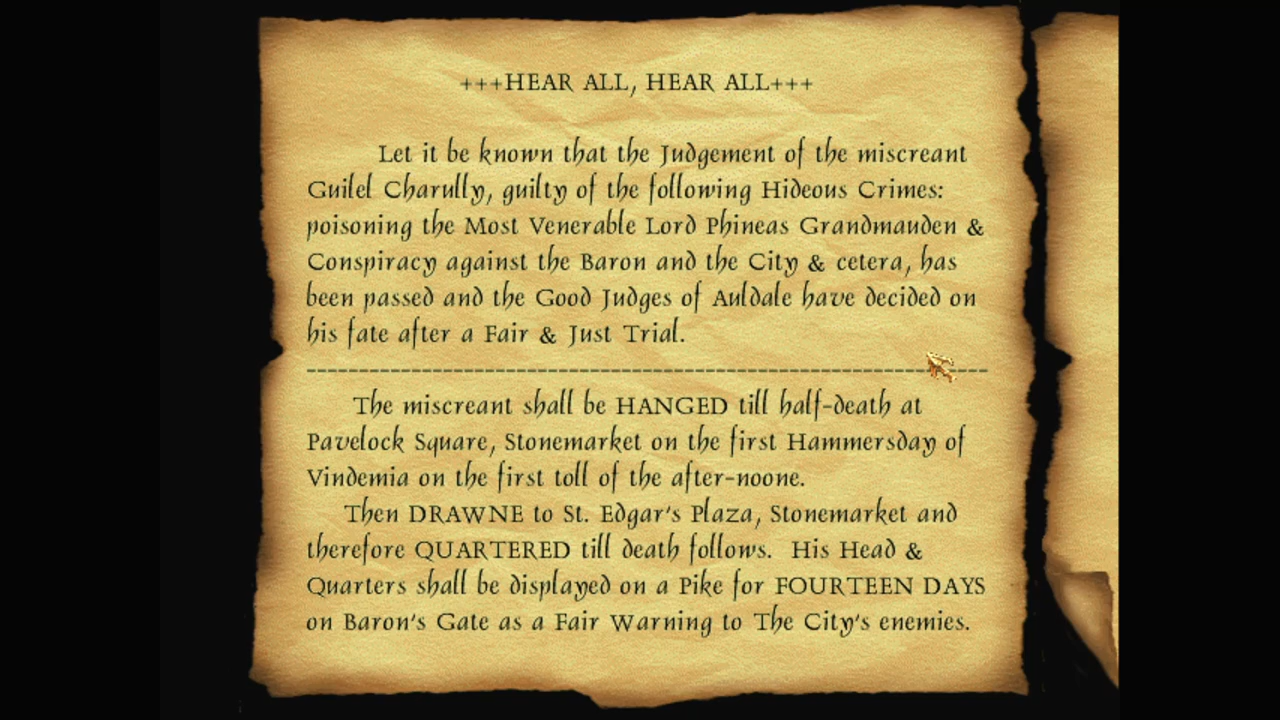 +++HEAR ALL, HEAR ALL+++
Let it be known that the Judgement of the miscreant
Guilel Charully, guilty of the following Hideous Crimes:
poisoning the Most Venerable Lord Phineas Grandmauden &
Conspiracy against the Baron and the City & cetera, has
been passed and the Good Judges of Auldale have decided on
his fate after a Fair & Just Trial.
------------------------------------------------------------------------------
The miscreant shall be HANGED till half-death at
Pavelock Square, Stonemarket on the first Hammersday of
Vindemia on the first toll of the after-noone.
Then DRAWNE to St. Edgar's Plaza, Stonemarket and
therefore QUARTERED till death follows.  His Head &
Quarters shall be displayed on a Pike for FOURTEEN DAYS
on Baron's Gate as a Fair Warning to The City's enemies.